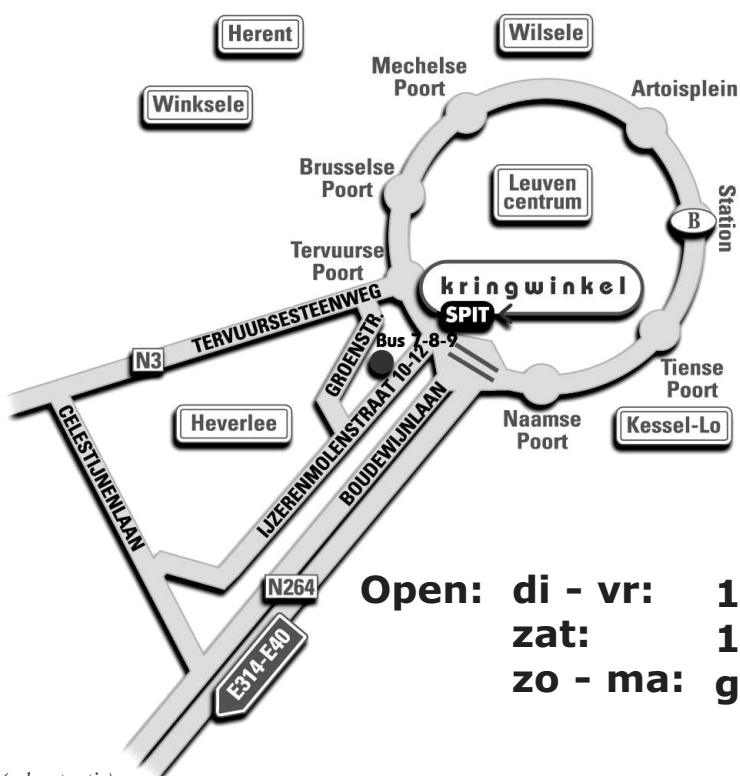 Herent
Wilsele
Mechelse
Poort
Artoisplein
Winksele
Brusselse
Poort
Leuven
centrum
B
Station
Tervuurse
Poort
kringwinkel
SPIT
TERVUURSESTEENWEG
GROENSTR.
Bus 7-8-9
N3
Tiense
Poort
Naamse
Poort
Kessel-Lo
Heverlee
CELESTIJNENLAAN
IJZERENMOLENSTRAAT 10-12
BOUDEWIJNLAAN
N264
E314-E40
Open: di - vr: 1
zat: 1
zo - ma: g